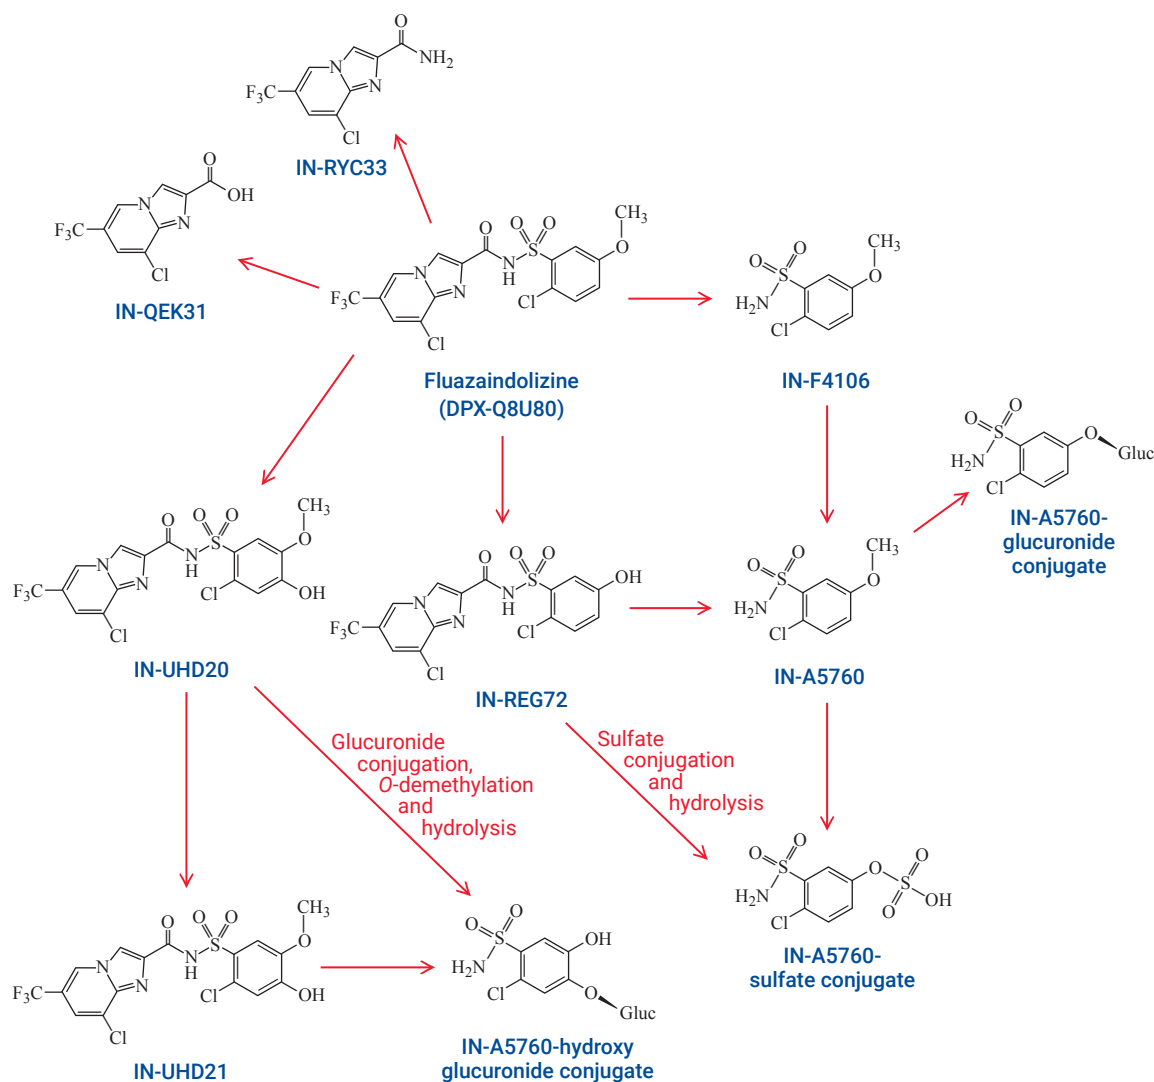 O
NH₂
N
N
F₃C
Cl
IN-RYC33
O
OH
N
N
F₃C
Cl
IN-QEK31
O
N
H
O
O
S
CH₃
O
N
N
F₃C
Cl
Cl
Fluazaindolizine
(DPX-Q8U80)
O
O
S
H₂N
CH₃
O
Cl
IN-F4106
O
O
S
H₂N
O
Gluc
Cl
IN-A5760-
glucuronide
conjugate
O
N
H
O
O
S
CH₃
O
OH
N
N
F₃C
Cl
Cl
IN-UHD20
O
N
H
O
O
S
OH
N
N
F₃C
Cl
Cl
IN-REG72
O
O
S
H₂N
CH₃
O
Cl
IN-A5760
Glucuronide
conjugation,
O-demethylation
and
hydrolysis
Sulfate
conjugation
and
hydrolysis
O
O
S
H₂N
Cl
O
O
S
O
OH
IN-A5760-
sulfate conjugate
O
N
H
O
O
S
CH₃
O
OH
N
N
F₃C
Cl
Cl
IN-UHD21
O
O
S
H₂N
OH
Cl
O
Gluc
IN-A5760-hydroxy
glucuronide conjugate